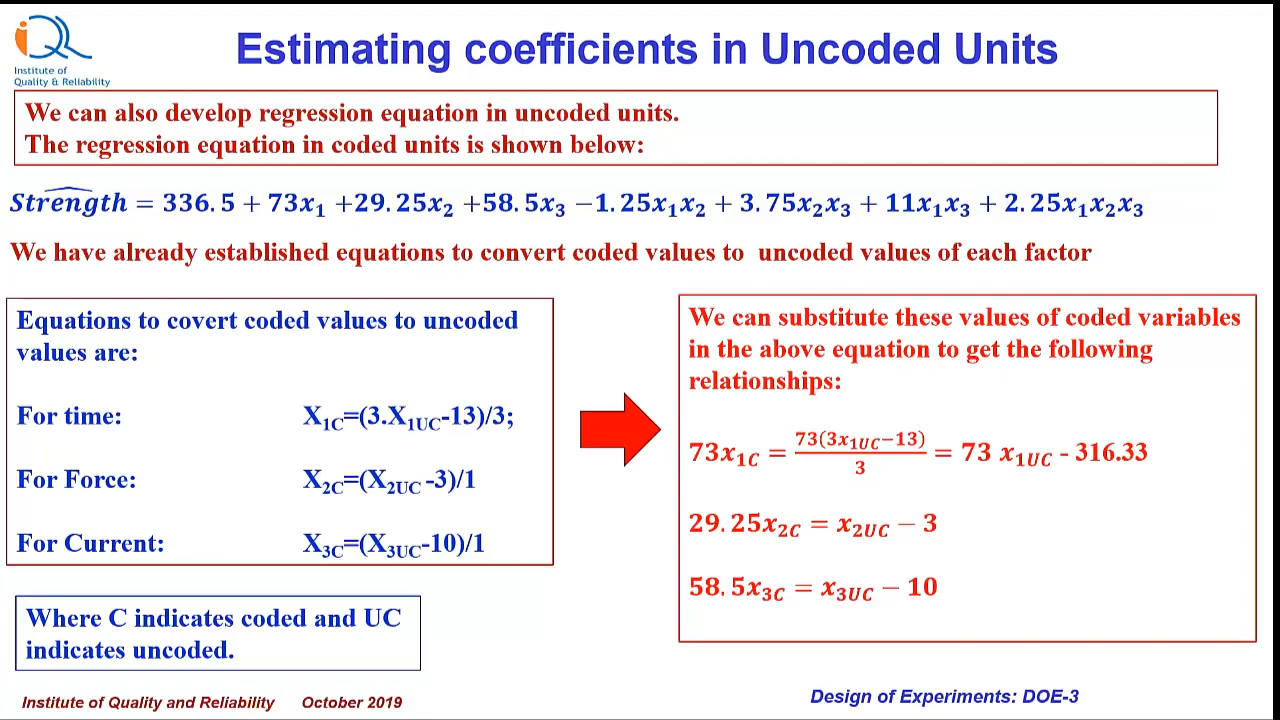 iQL
Institute of
Quality & Reliability
Estimating coefficients in Uncoded Units
We can also develop regression equation in uncoded units.
The regression equation in coded units is shown below:
Strength = 336.5 + 73x₁ +29.25x₂ +58.5x₃ −1.25x₁x₂ + 3.75x₂x₃ + 11x₁x₃ + 2.25x₁x₂x₃
We have already established equations to convert coded values to uncoded values of each factor
Equations to covert coded values to uncoded
values are:
For time: X1C=(3.X1UC-13)/3;
For Force: X2C=(X2UC -3)/1
For Current: X3C=(X3UC-10)/1
We can substitute these values of coded variables
in the above equation to get the following
relationships:
73x1C = 73(3x1UC−13)/3 = 73 x1UC - 316.33
29.25x2C = x2UC − 3
58.5x3C = x3UC − 10
Where C indicates coded and UC
indicates uncoded.
Institute of Quality and Reliability October 2019
Design of Experiments: DOE-3